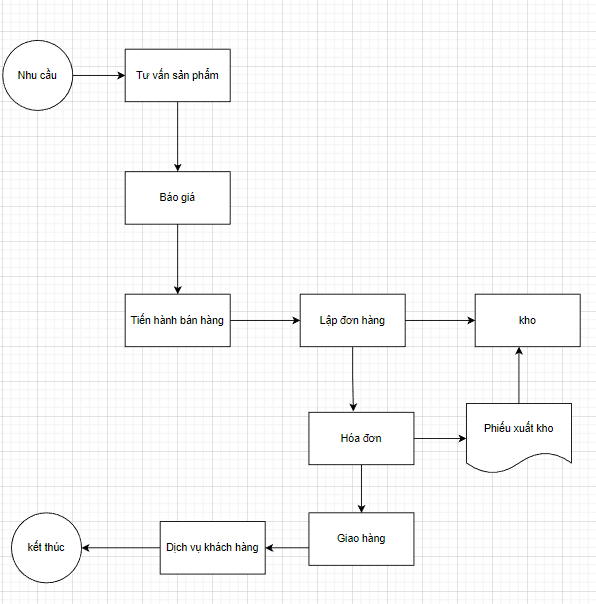 Nhu cầu
Tư vấn sản phẩm
Báo giá
Tiến hành bán hàng
Lập đơn hàng
kho
Phiếu xuất kho
Hóa đơn
Giao hàng
Dịch vụ khách hàng
kết thúc